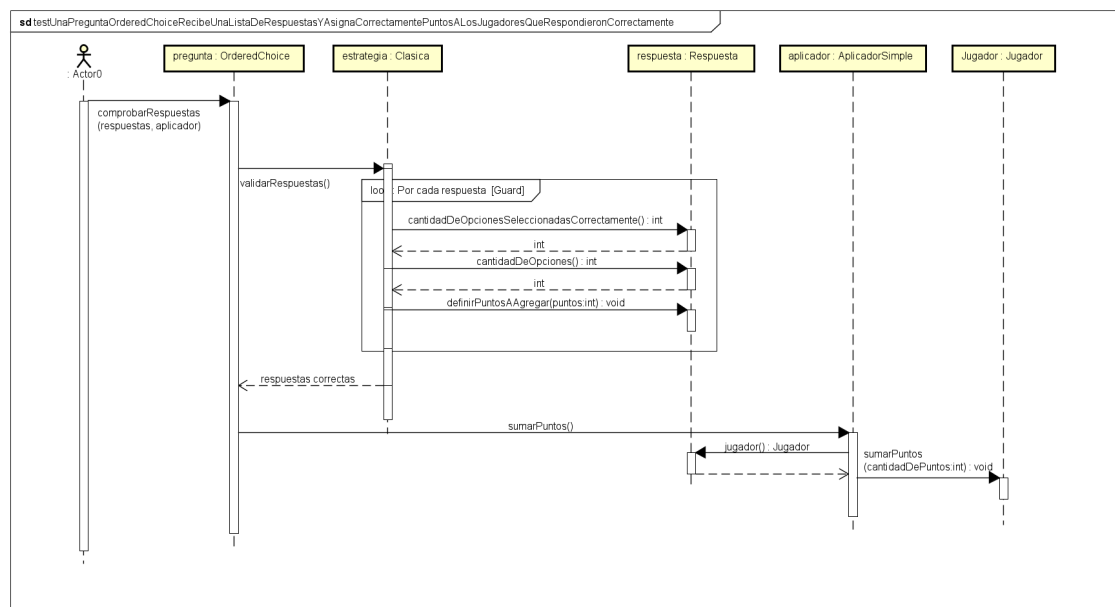 sd testUnaPreguntaOrderedChoiceRecibeUnaListaDeRespuestasYAsignaCorrectamentePuntosALosJugadoresQueRespondieronCorrectamente
: Actor0
pregunta : OrderedChoice
estrategia : Clasica
respuesta : Respuesta
aplicador : AplicadorSimple
Jugador : Jugador
comprobarRespuestas
(respuestas, aplicador)
validarRespuestas()
loop : Por cada respuesta [Guard]
cantidadDeOpcionesSeleccionadasCorrectamente() : int
int
cantidadDeOpciones() : int
int
definirPuntosAAgregar(puntos:int) : void
respuestas correctas
sumarPuntos()
jugador() : Jugador
sumarPuntos
(cantidadDePuntos:int) : void